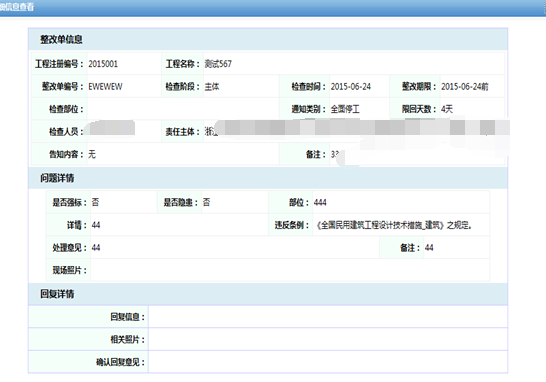 细信息查看
整改单信息
工程注册编号： 2015001 工程名称： 测试567
整改单编号： EWEWEW 检查阶段： 主体 检查时间： 2015-06-24 整改期限： 2015-06-24前
检查部位： 通知类别： 全面停工 限回天数： 4天
检查人员： 责任主体：
告知内容： 无 备注：
问题详情
是否强标： 否 是否隐患： 否 部位： 444
详情： 44 违反条例： 《全国民用建筑工程设计技术措施_建筑》之规定。
处理意见： 44 备注： 44
现场照片：
回复详情
回复信息：
相关照片：
确认回复意见：